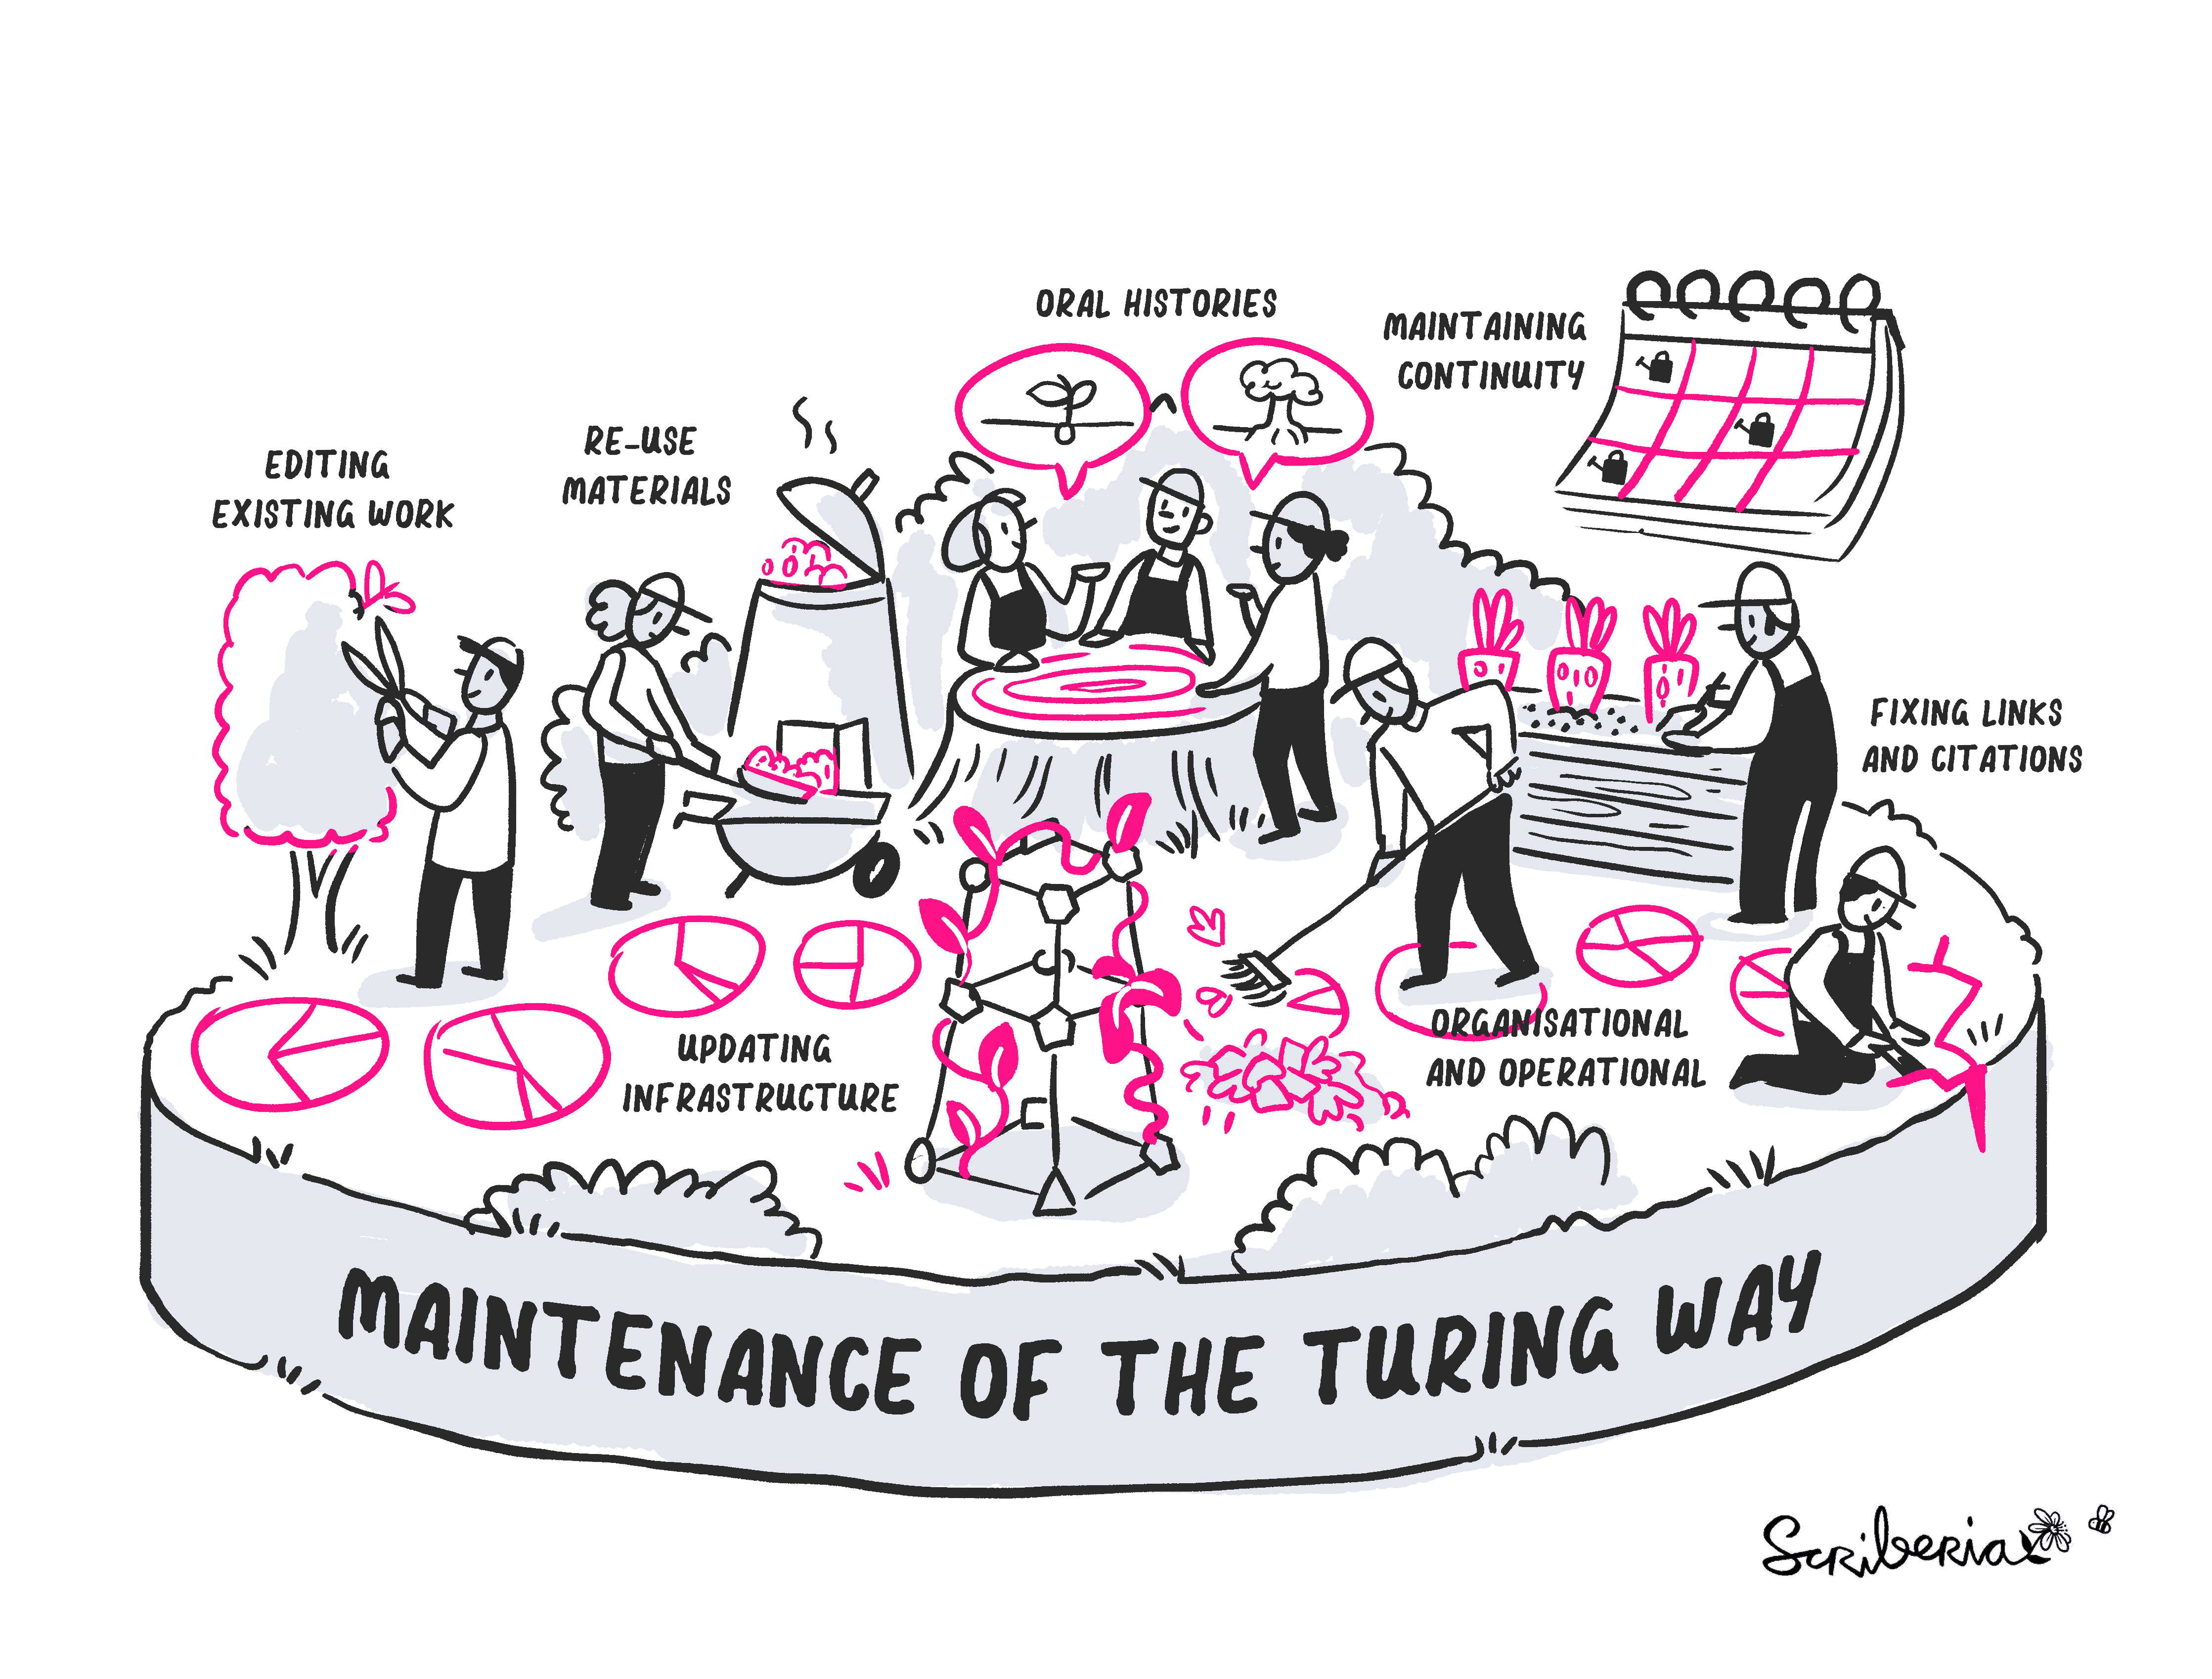 ORAL HISTORIES
MAINTAINING
CONTINUITY
EDITING
EXISTING WORK
RE-USE
MATERIALS
FIXING LINKS
AND CITATIONS
UPDATING
INFRASTRUCTURE
ORGANISATIONAL
AND OPERATIONAL
MAINTENANCE OF THE TURING WAY
Scriberia